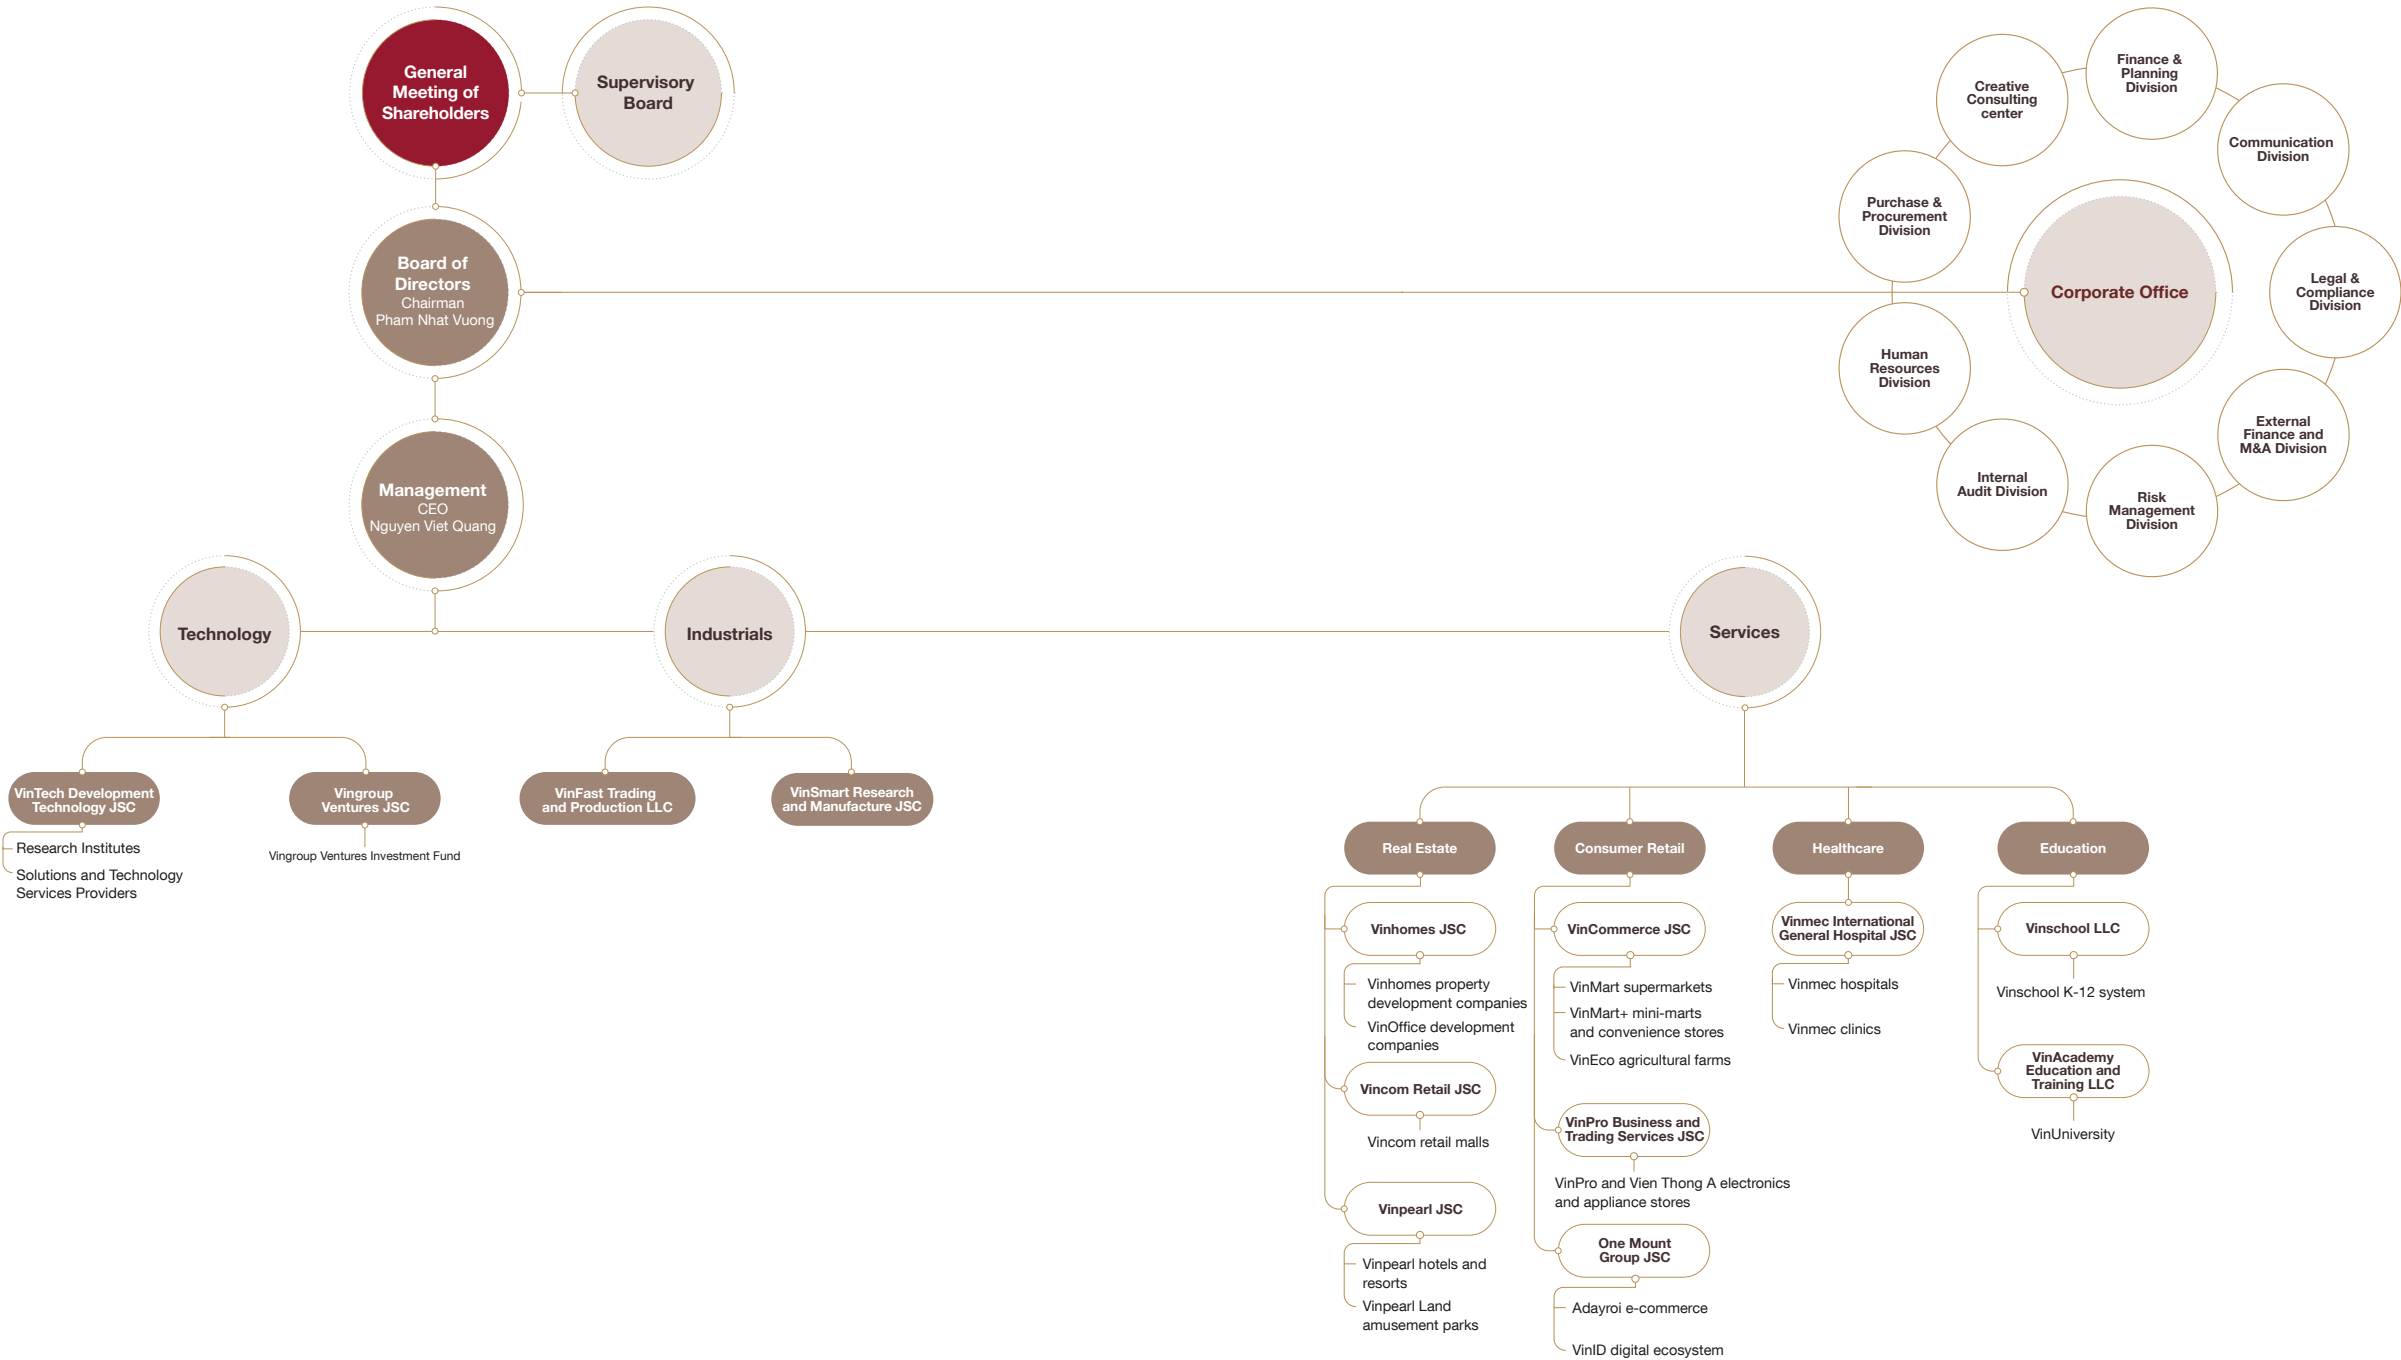 General
Meeting of
Shareholders
Supervisory
Board
Board of
Directors
Chairman
Pham Nhat Vuong
Management
CEO
Nguyen Viet Quang
Corporate Office
Finance &
Planning
Division
Communication
Division
Legal &
Compliance
Division
External
Finance and
M&A Division
Risk
Management
Division
Internal
Audit Division
Human
Resources
Division
Purchase &
Procurement
Division
Creative
Consulting
center
Technology
Industrials
Services
VinTech Development
Technology JSC
Research Institutes
Solutions and Technology
Services Providers
Vingroup
Ventures JSC
Vingroup Ventures Investment Fund
VinFast Trading
and Production LLC
VinSmart Research
and Manufacture JSC
Real Estate
Vinhomes JSC
Vinhomes property
development companies
VinOffice development
companies
Vincom Retail JSC
Vincom retail malls
Vinpearl JSC
Vinpearl hotels and
resorts
Vinpearl Land
amusement parks
Consumer Retail
VinCommerce JSC
VinMart supermarkets
VinMart+ mini-marts
and convenience stores
VinEco agricultural farms
VinPro Business and
Trading Services JSC
VinPro and Vien Thong A electronics
and appliance stores
One Mount
Group JSC
Adayroi e-commerce
VinID digital ecosystem
Healthcare
Vinmec International
General Hospital JSC
Vinmec hospitals
Vinmec clinics
Education
Vinschool LLC
Vinschool K-12 system
VinAcademy
Education and
Training LLC
VinUniversity